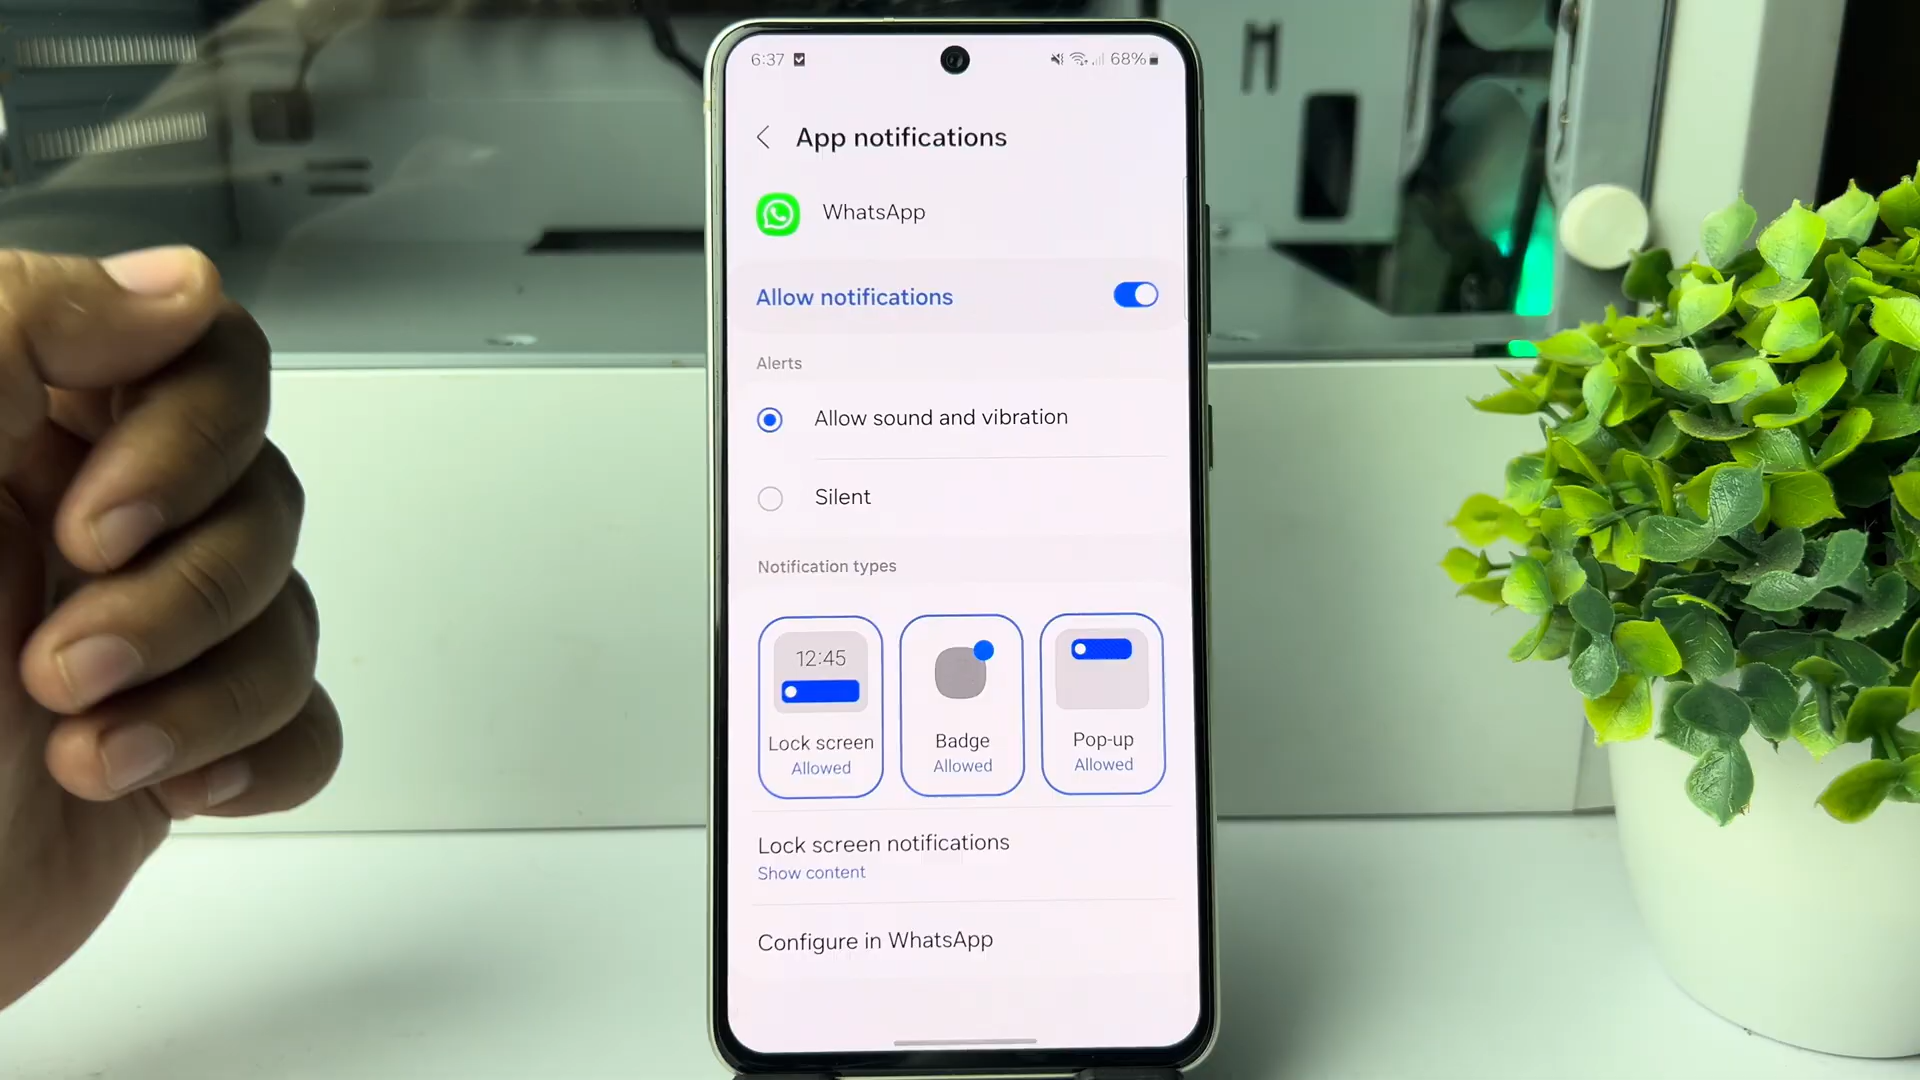 6:37
68%
App notifications
WhatsApp
Allow notifications
Alerts
Allow sound and vibration
Silent
Notification types
12:45
Lock screen
Allowed
Badge
Allowed
Pop-up
Allowed
Lock screen notifications
Show content
Configure in WhatsApp